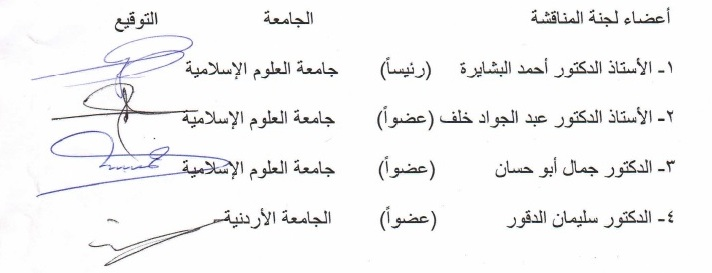 أعضاء لجنة المناقشة الجامعة التوقيع
١- الأستاذ الدكتور أحمد البشايرة (رئيساً) جامعة العلوم الإسلامية
٢- الأستاذ الدكتور عبد الجواد خلف (عضواً) جامعة العلوم الإسلامية
٣- الدكتور جمال أبو حسان (عضواً) جامعة العلوم الإسلامية
٤- الدكتور سليمان الدقور (عضواً) الجامعة الأردنية